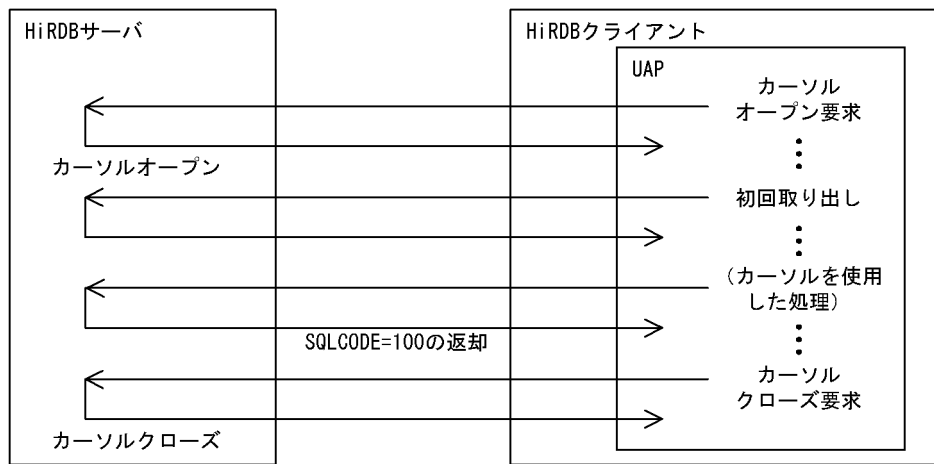 HiRDBサーバ
HiRDBクライアント
UAP
カーソル
オープン要求
カーソルオープン
初回取り出し
(カーソルを使用
した処理)
SQLCODE=100の返却
カーソル
クローズ要求
カーソルクローズ